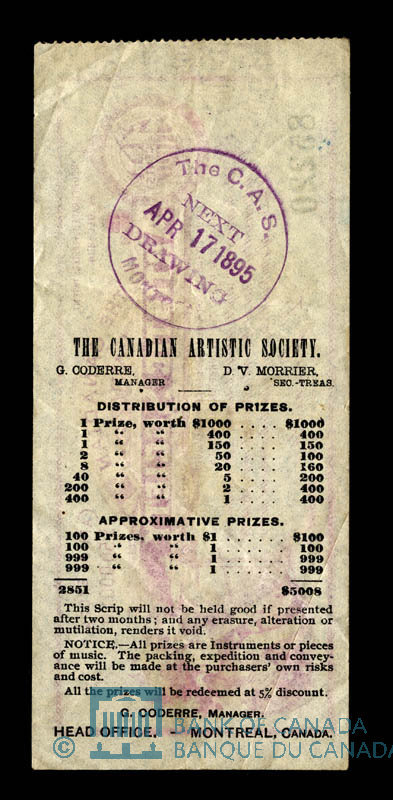 The C. A. S.
NEXT
APR 17 1895
DRAWING
THE CANADIAN ARTISTIC SOCIETY.
G. CODERRE, D. V. MORRIER,
MANAGER SEC.-TREAS.
DISTRIBUTION OF PRIZES.
1 Prize, worth $1000 .... $1000
1 “ “ 400 .... 400
1 “ “ 150 .... 150
2 “ “ 50 .... 100
8 “ “ 20 .... 160
40 “ “ 5 .... 200
200 “ “ 2 .... 400
400 “ “ 1 .... 400
APPROXIMATIVE PRIZES.
100 Prizes, worth $1 ...... $100
100 “ “ 1 ...... 100
999 “ “ 1 ...... 999
999 “ “ 1 ...... 999
2851 $5008
This Scrip will not be held good if presented
after two months; and any erasure, alteration or
mutilation, renders it void.
NOTICE.—All prizes are instruments or pieces
of music. The packing, expedition and convey-
ance will be made at the purchasers' own risks
and cost.
All the prizes will be redeemed at 5% discount.
G. CODERRE, MANAGER.
HEAD OFFICE, - MONTREAL, CANADA.
© BANK OF CANADA
BANQUE DU CANADA